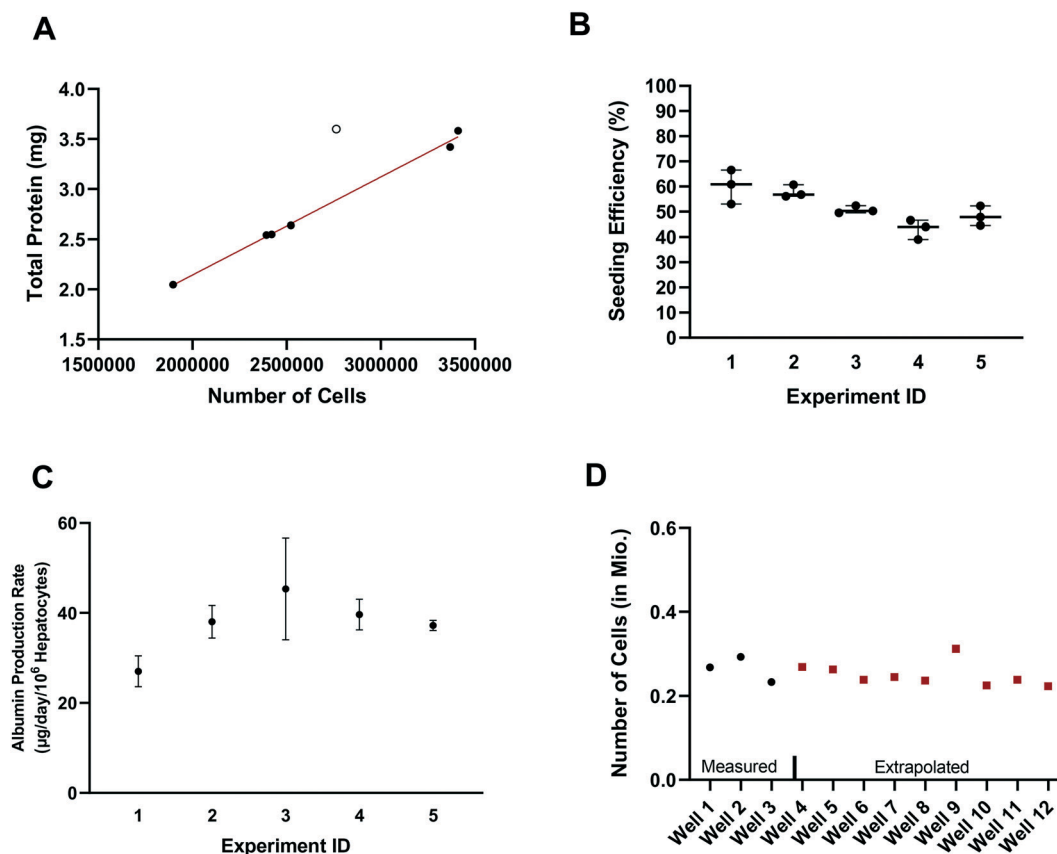 A
Total Protein (mg)
4.0
3.5
3.0
2.5
2.0
1.5
1500000 2000000 2500000 3000000 3500000
Number of Cells
B
Seeding Efficiency (%)
100
90
80
70
60
50
40
30
20
10
0
1 2 3 4 5
Experiment ID
C
Albumin Production Rate
(µg/day/10⁶ Hepatocytes)
60
40
20
0
1 2 3 4 5
Experiment ID
D
Number of Cells (in Mio.)
0.6
0.4
0.2
0.0
Measured Extrapolated
Well 1 Well 2 Well 3 Well 4 Well 5 Well 6 Well 7 Well 8 Well 9 Well 10 Well 11 Well 12